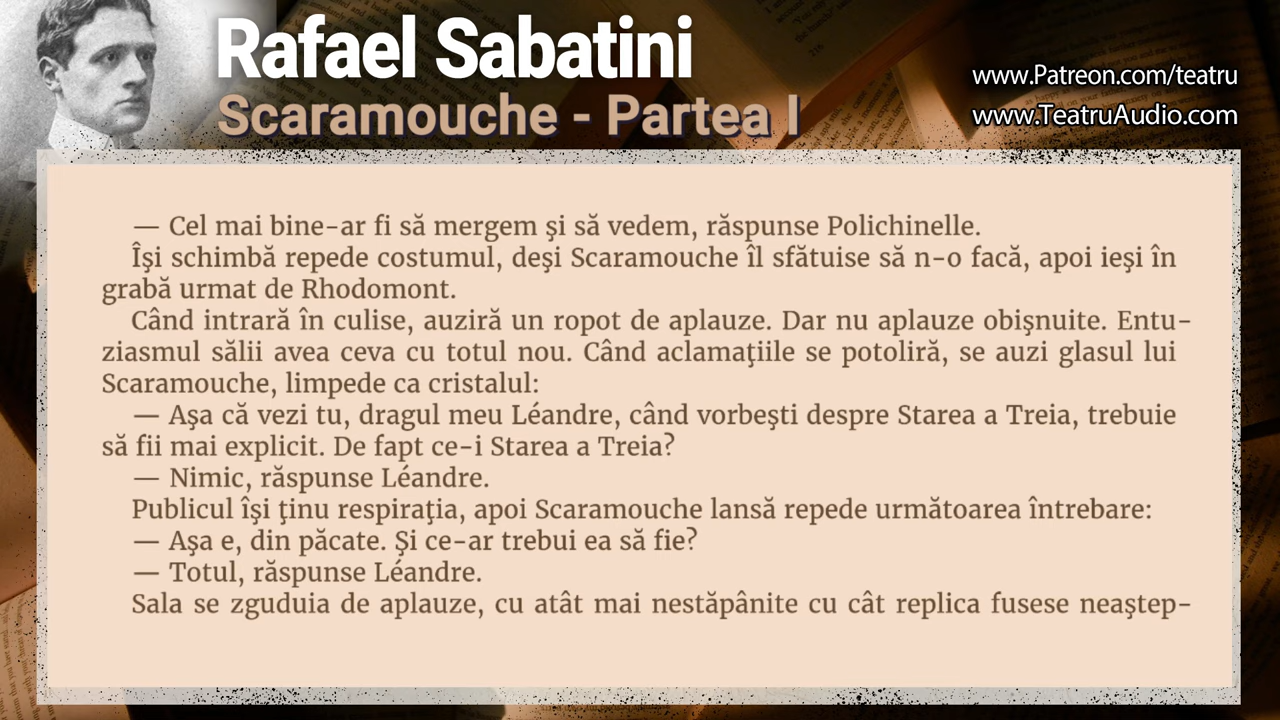 Rafael Sabatini
Scaramouche - Partea I
www.Patreon.com/teatru
www.TeatruAudio.com
— Cel mai bine-ar fi să mergem şi să vedem, răspunse Polichinelle.
Îşi schimbă repede costumul, deşi Scaramouche îl sfătuise să n-o facă, apoi ieşi în
grabă urmat de Rhodomont.
Când intrară în culise, auziră un ropot de aplauze. Dar nu aplauze obişnuite. Entu-
ziasmul sălii avea ceva cu totul nou. Când aclamaţiile se potoliră, se auzi glasul lui
Scaramouche, limpede ca cristalul:
— Aşa că vezi tu, dragul meu Léandre, când vorbeşti despre Starea a Treia, trebuie
să fii mai explicit. De fapt ce-i Starea a Treia?
— Nimic, răspunse Léandre.
Publicul îşi ţinu respiraţia, apoi Scaramouche lansă repede următoarea întrebare:
— Aşa e, din păcate. Şi ce-ar trebui ea să fie?
— Totul, răspunse Léandre.
Sala se zguduia de aplauze, cu atât mai nestăpânite cu cât replica fusese neaştep-